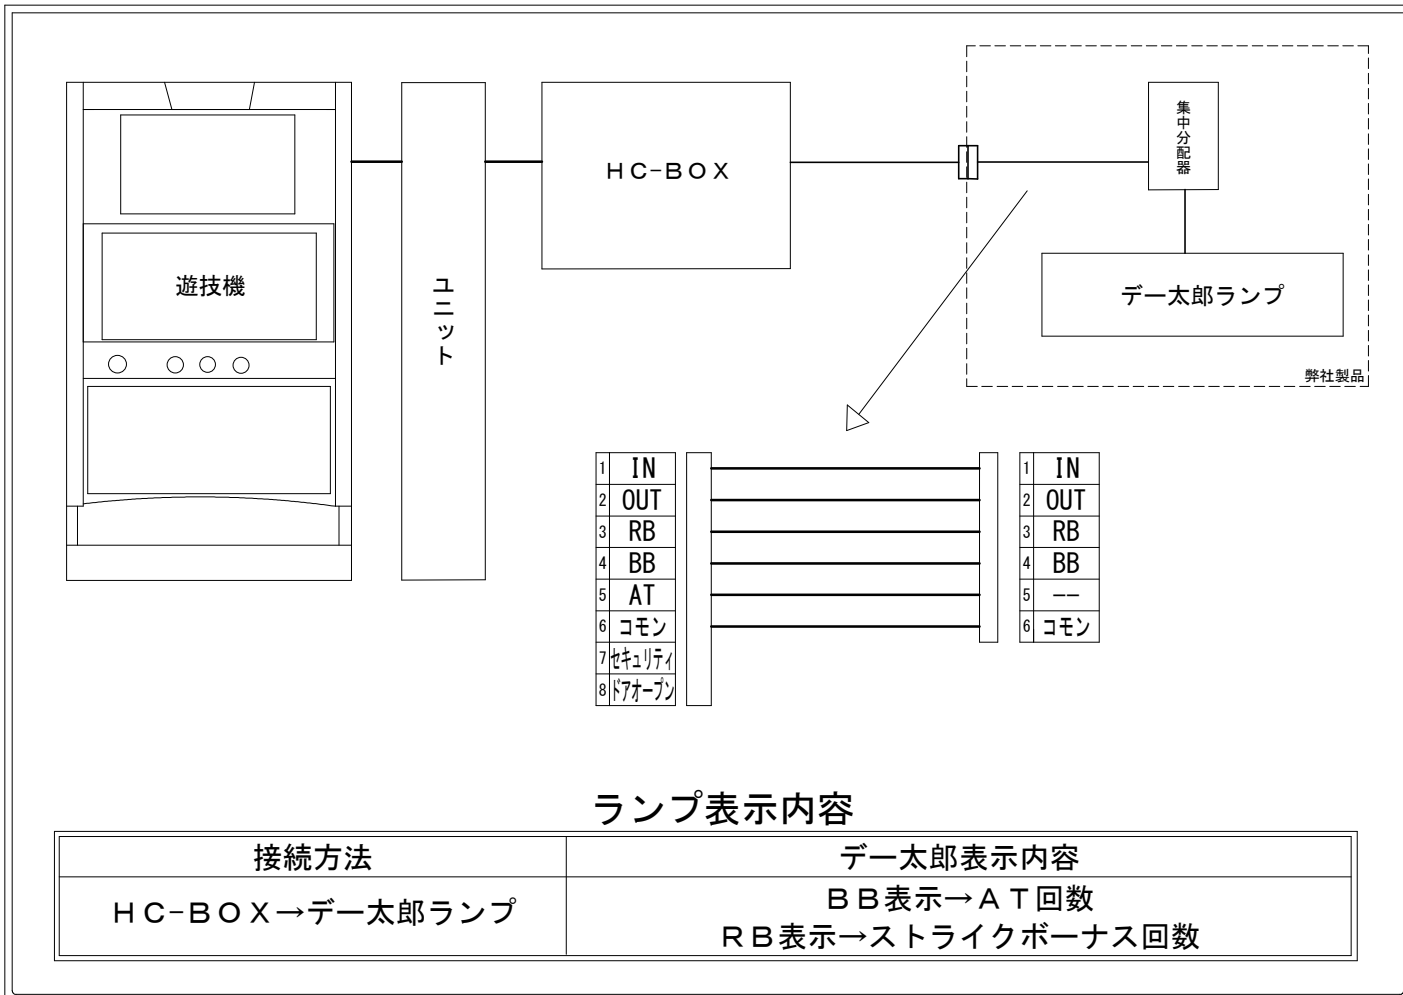 遊技機
ユニット
HC-BOX
集中分配器
デー太郎ランプ
弊社製品
1 IN
2 OUT
3 RB
4 BB
5 AT
6 コモン
7 セキュリティ
8 ドアオープン
1 IN
2 OUT
3 RB
4 BB
5 --
6 コモン
ランプ表示内容
接続方法 デー太郎表示内容
HC-BOX→デー太郎ランプ
BB表示→AT回数
RB表示→ストライクボーナス回数